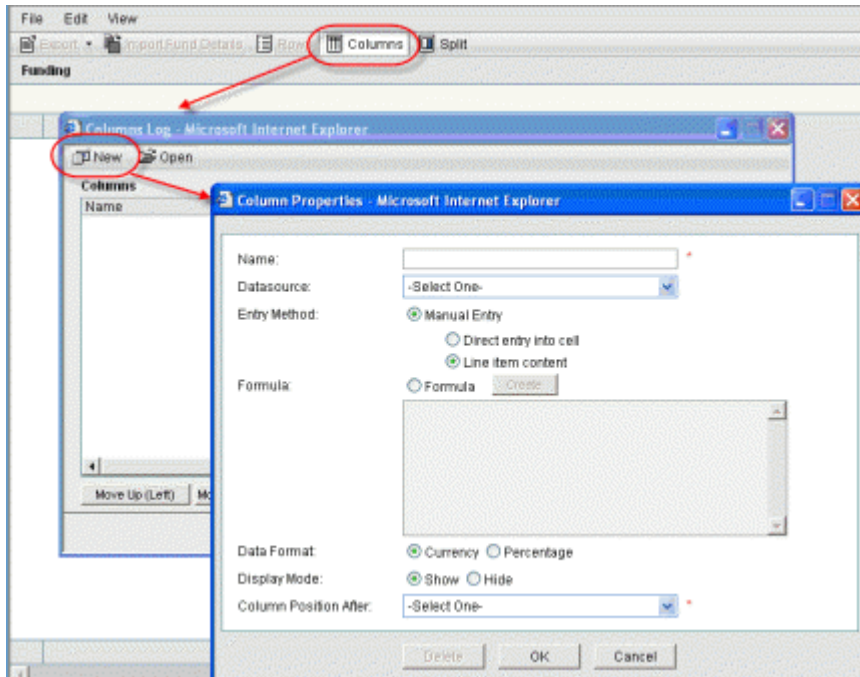 File Edit View
Export Import Fund Details Row Columns Split
Funding
Columns Log - Microsoft Internet Explorer
New Open
Columns
Name
Column Properties - Microsoft Internet Explorer
Name: *
Datasource: -Select One-
Entry Method: Manual Entry
Direct entry into cell
Line item content
Formula: Formula Create
Move Up (Left) Mo
Data Format: Currency Percentage
Display Mode: Show Hide
Column Position After: -Select One- *
Delete OK Cancel